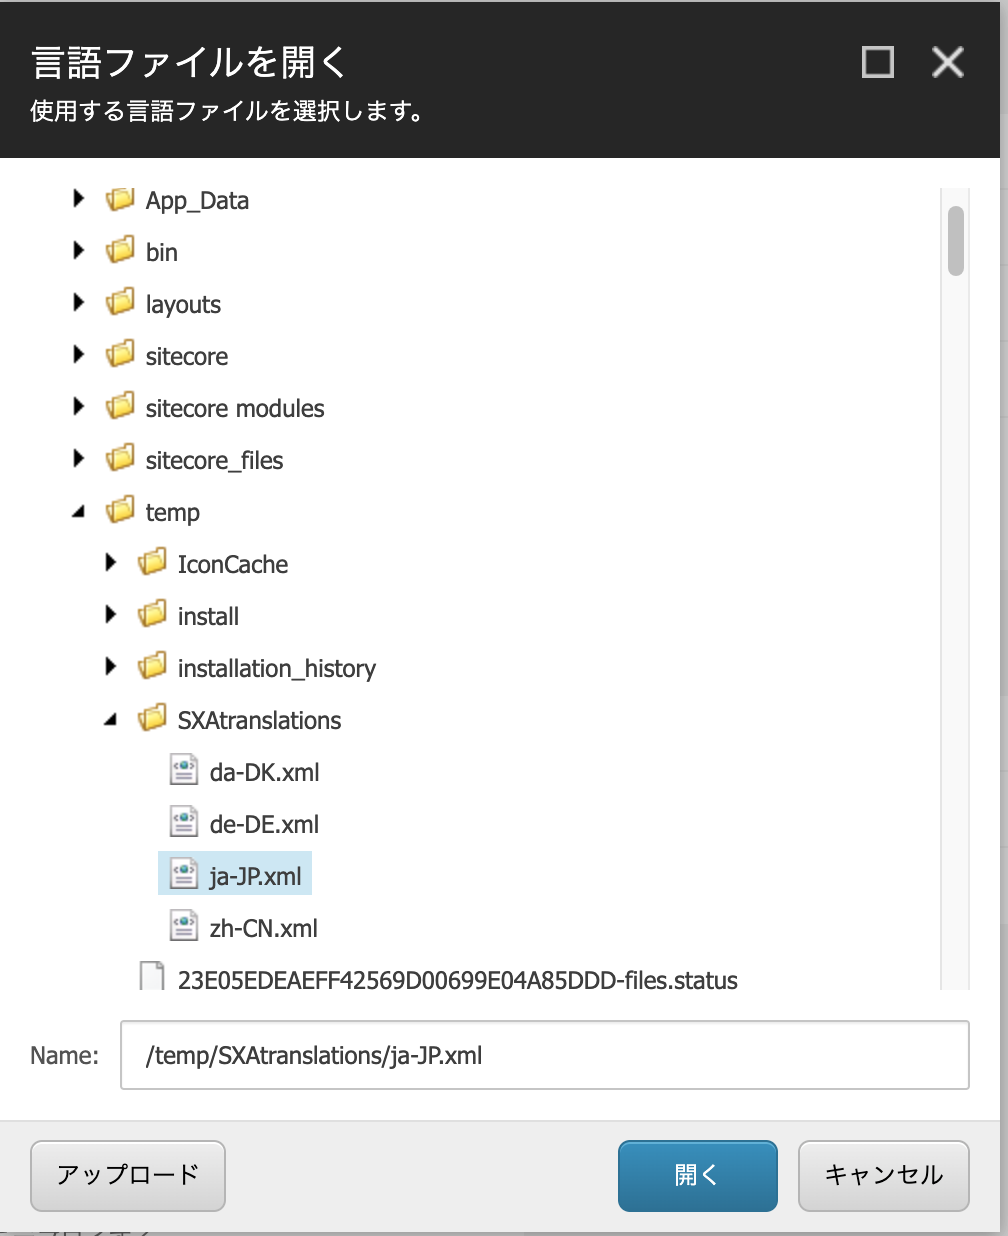 言語ファイルを開く
使用する言語ファイルを選択します。
App_Data
bin
layouts
sitecore
sitecore modules
sitecore_files
temp
IconCache
install
installation_history
SXAtranslations
da-DK.xml
de-DE.xml
ja-JP.xml
zh-CN.xml
23E05EDEAEFF42569D00699E04A85DDD-files.status
Name:
/temp/SXAtranslations/ja-JP.xml
アップロード
開く
キャンセル